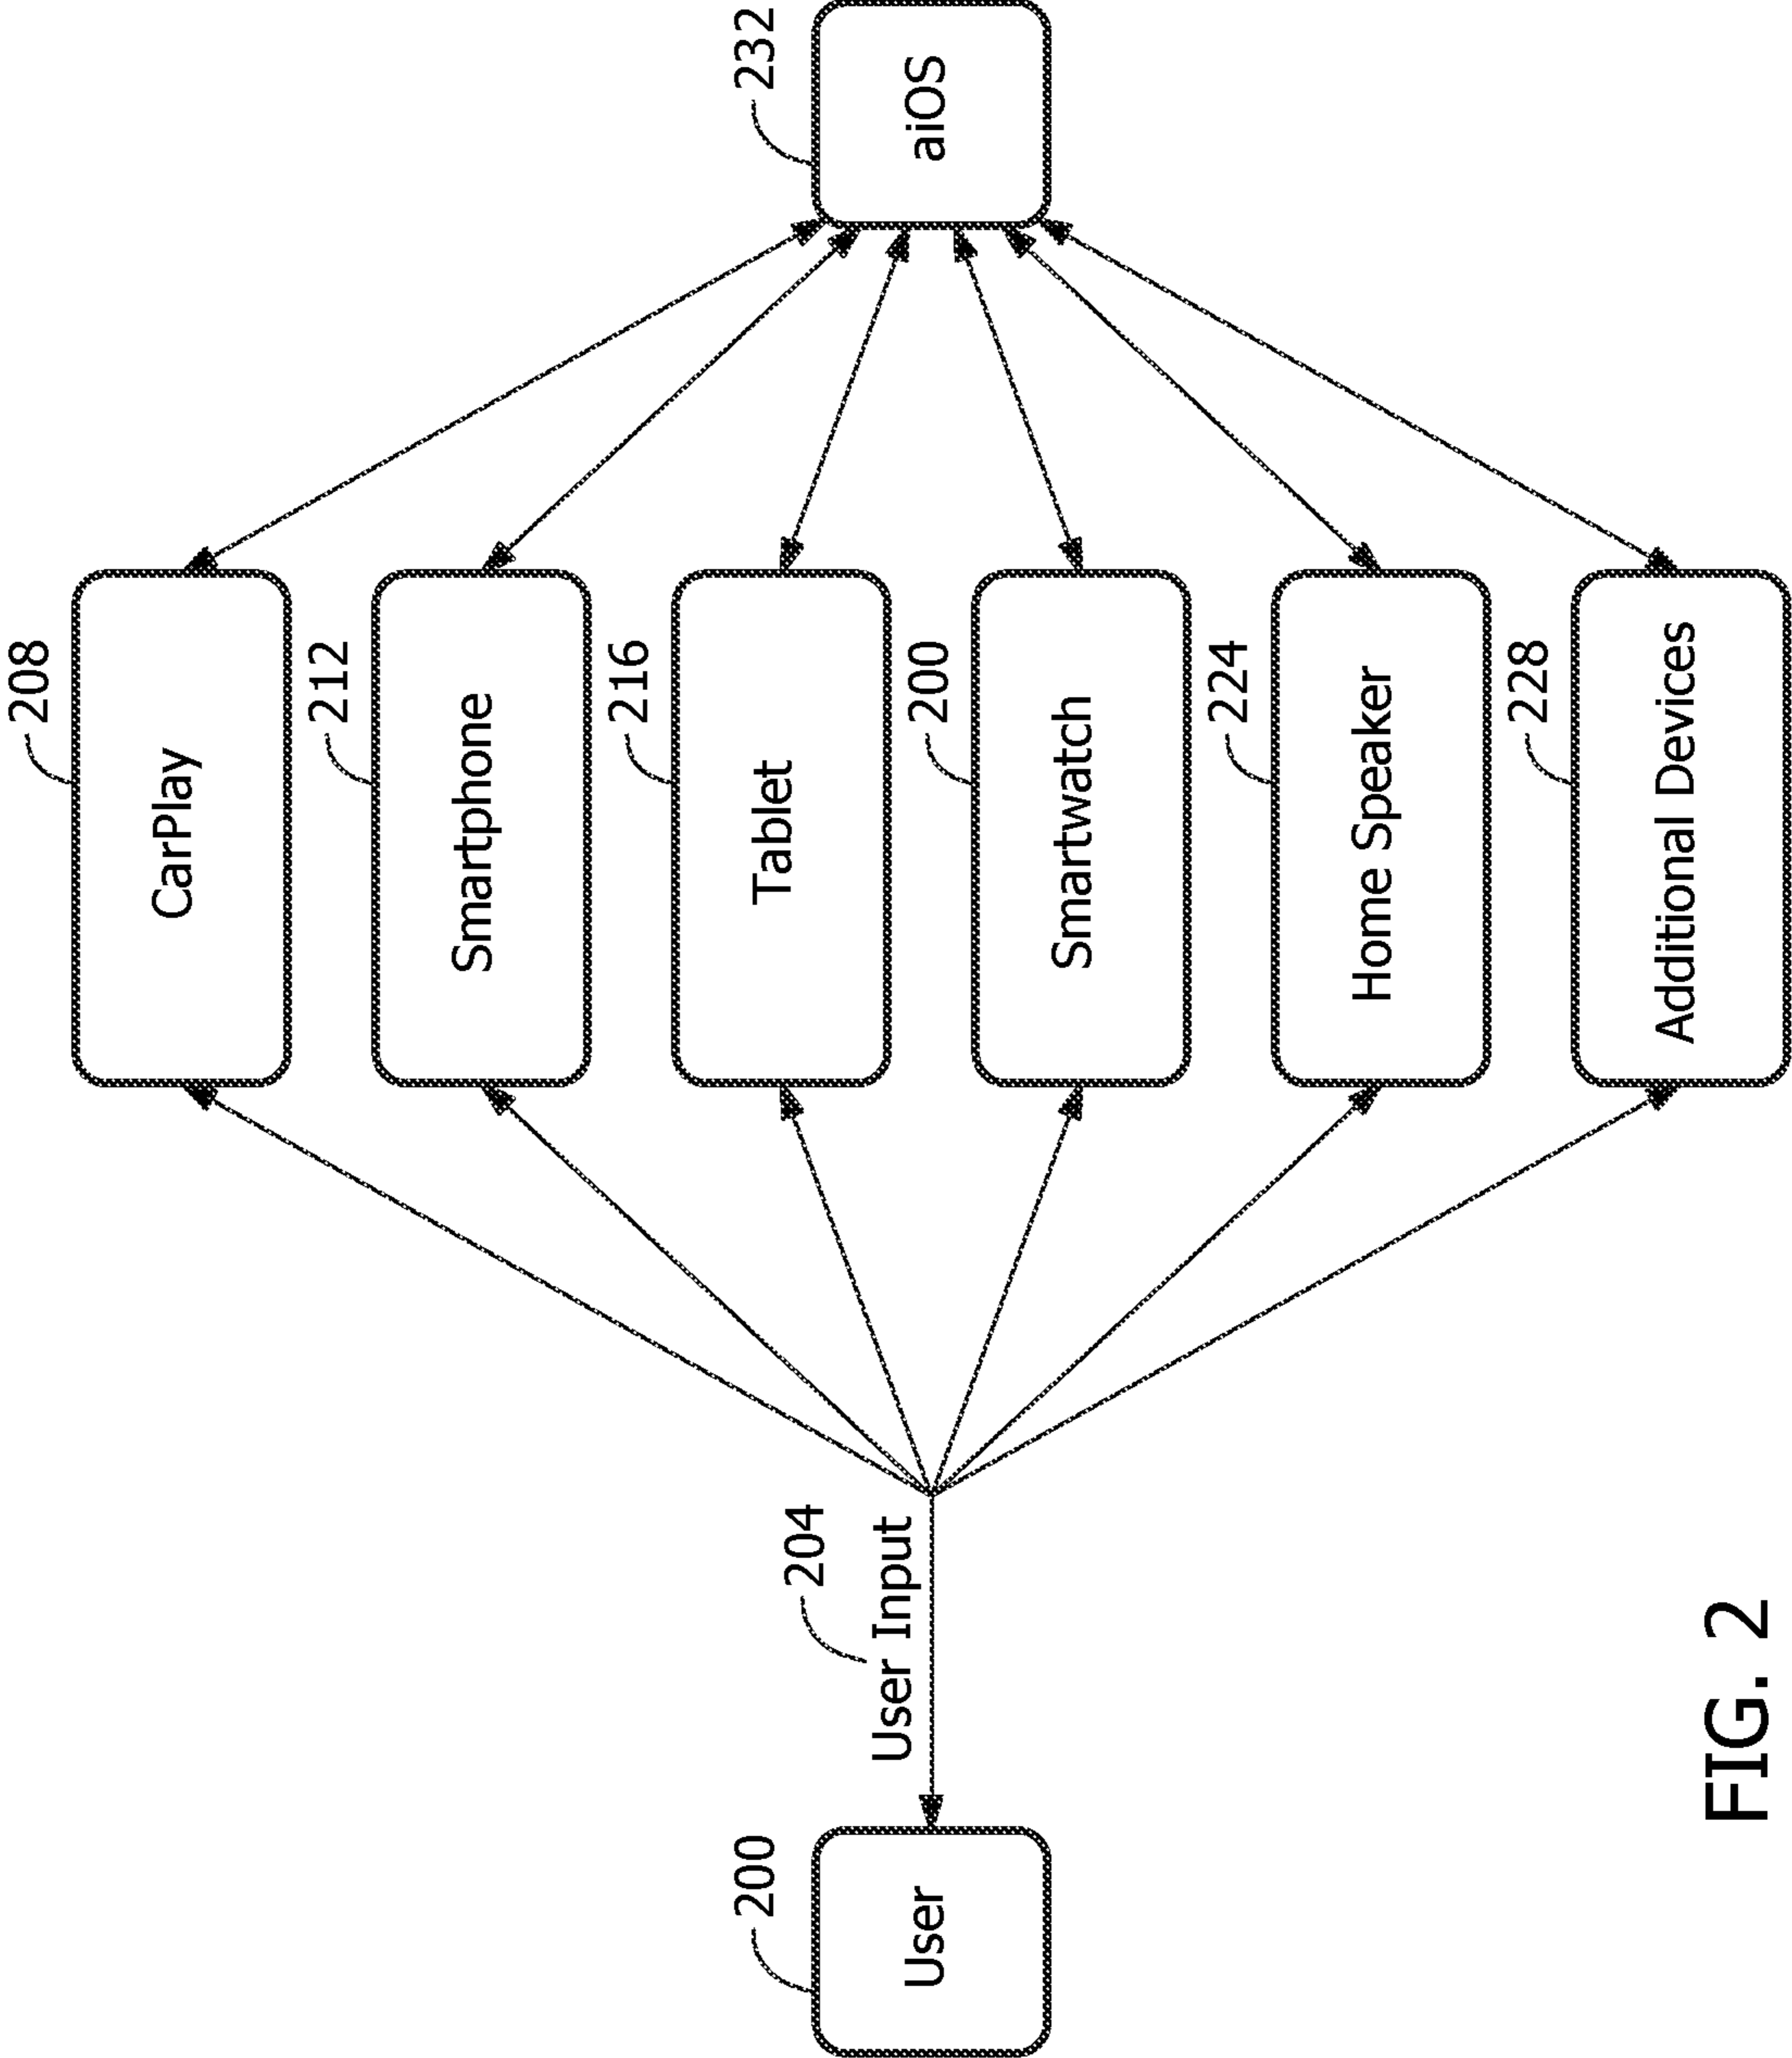 200
User
204
User Input
208
CarPlay
212
Smartphone
216
Tablet
200
Smartwatch
224
Home Speaker
228
Additional Devices
232
aiOS
FIG. 2